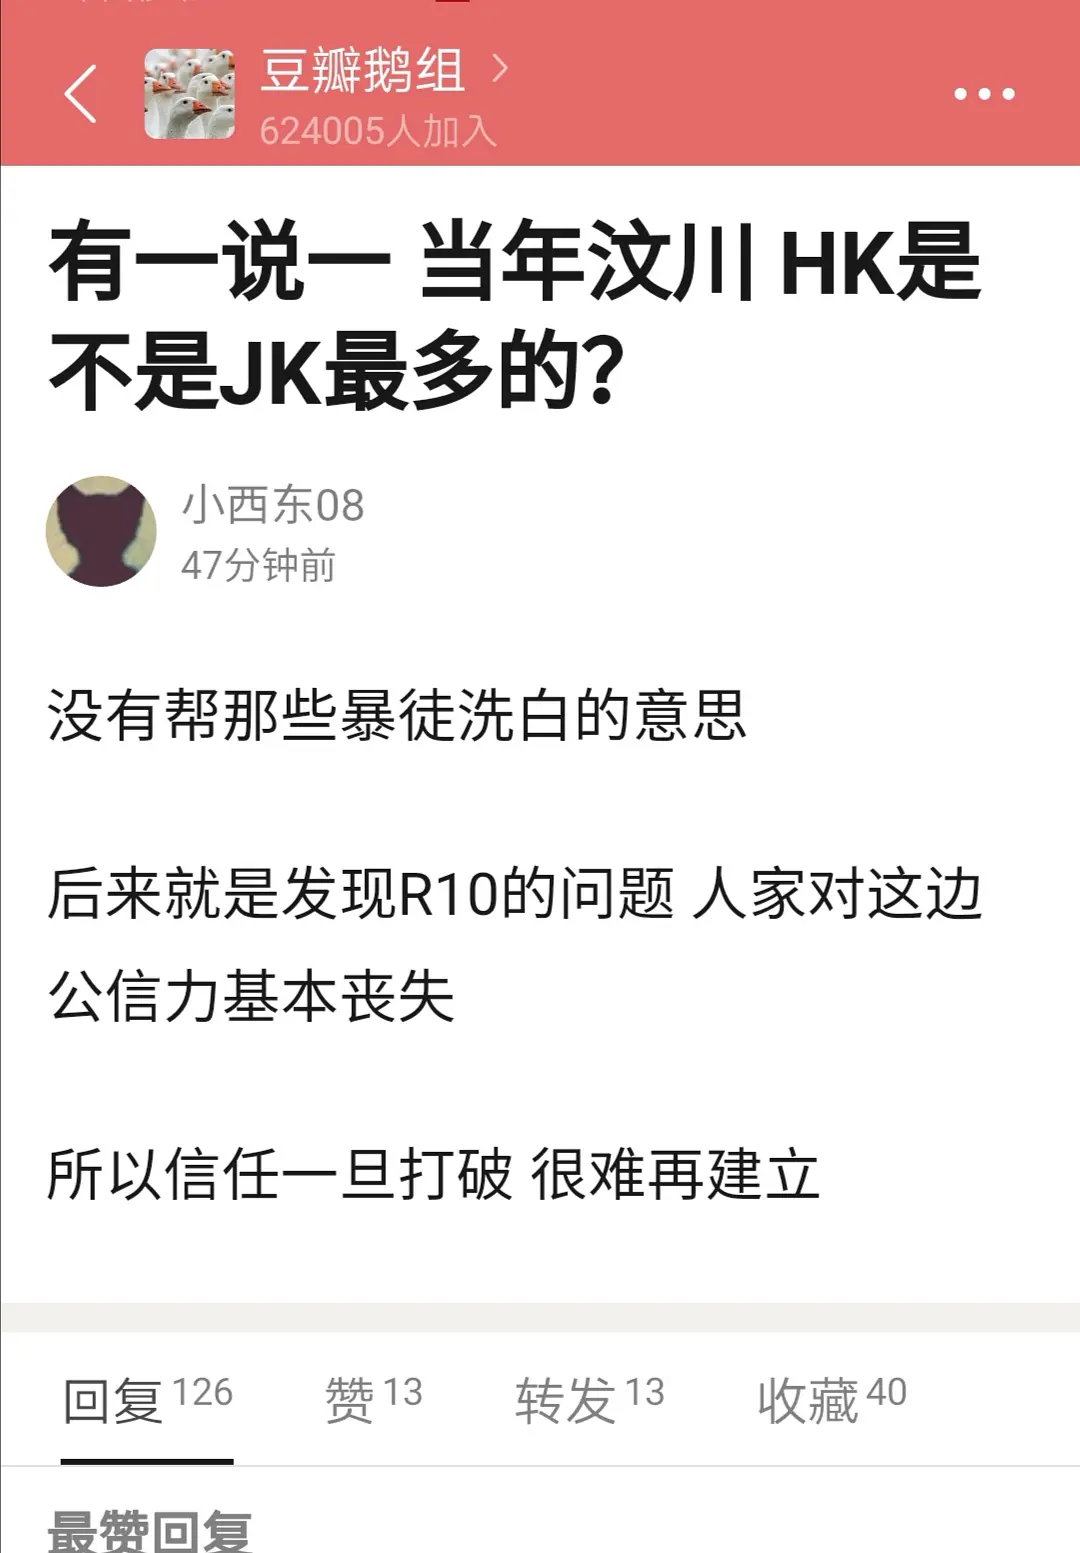 豆瓣鹅组
624005人加入
有一说一 当年汶川 HK是
不是JK最多的?
小西东08
47分钟前
没有帮那些暴徒洗白的意思
后来就是发现R10的问题 人家对这边
公信力基本丧失
所以信任一旦打破 很难再建立
回复 126 赞 13 转发 13 收藏 40
最赞回复